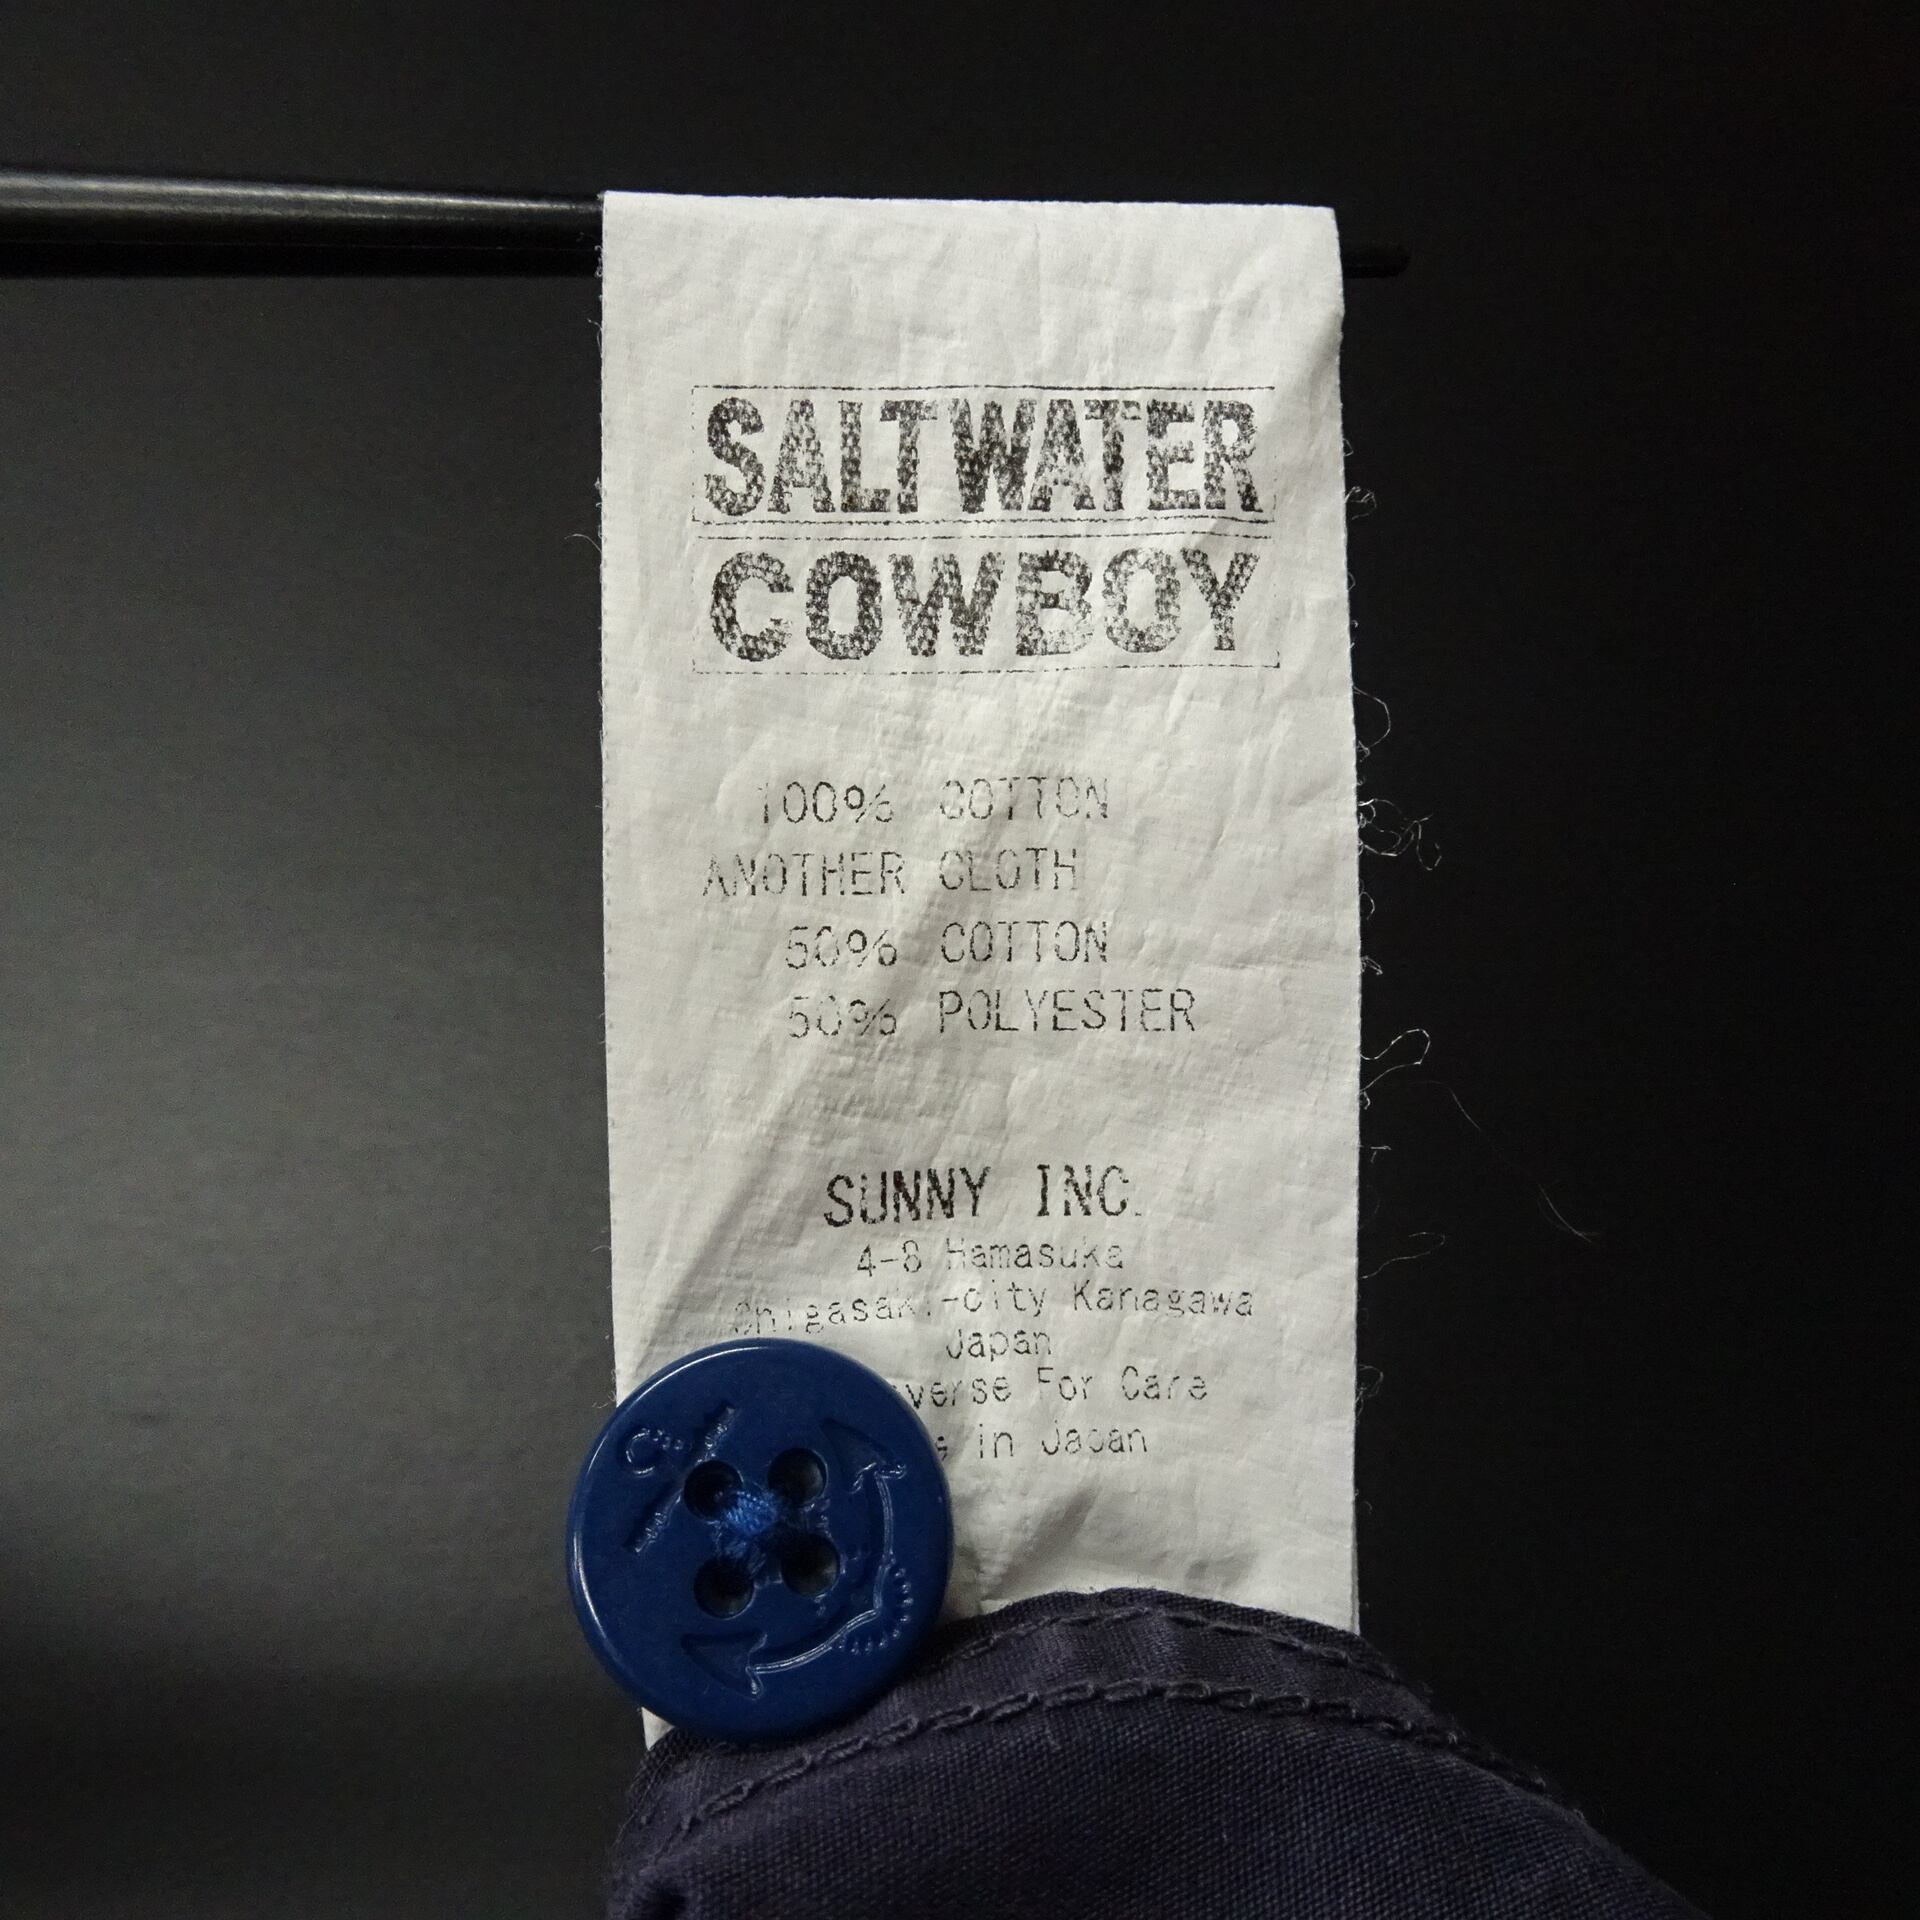 SALTWATER
COWBOY
100% COTTON
ANOTHER CLOTH
50% COTTON
50% POLYESTER
SUNNY INC.
4-8 Hamasuka
Chigasaki-city Kanagawa
Japan
For Care
in Japan